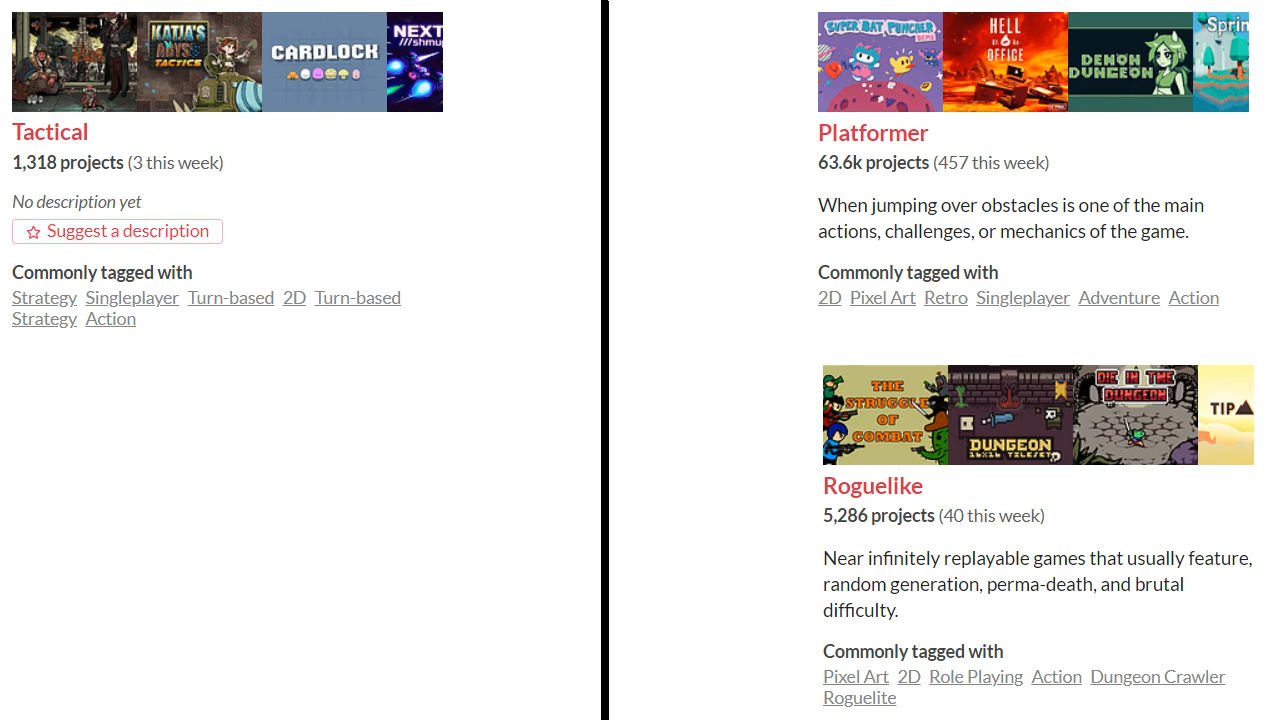 KATJA'S
ABYSS
TACTICS
CARDLOCK
NEXT
///shmu
Tactical
1,318 projects (3 this week)
No description yet
Suggest a description
Commonly tagged with
Strategy Singleplayer Turn-based 2D Turn-based
Strategy Action
SUPER BAT PUNCHER
DEMO
HELL
OFFICE
DEMON
DUNGEON
Sprin
Platformer
63.6k projects (457 this week)
When jumping over obstacles is one of the main
actions, challenges, or mechanics of the game.
Commonly tagged with
2D Pixel Art Retro Singleplayer Adventure Action
THE
STRUGGLE
OF
COMBAT
DUNGEON
16X16 TILESET
DIE IN THE
DUNGEON
TIP
Roguelike
5,286 projects (40 this week)
Near infinitely replayable games that usually feature,
random generation, perma-death, and brutal
difficulty.
Commonly tagged with
Pixel Art 2D Role Playing Action Dungeon Crawler
Roguelite